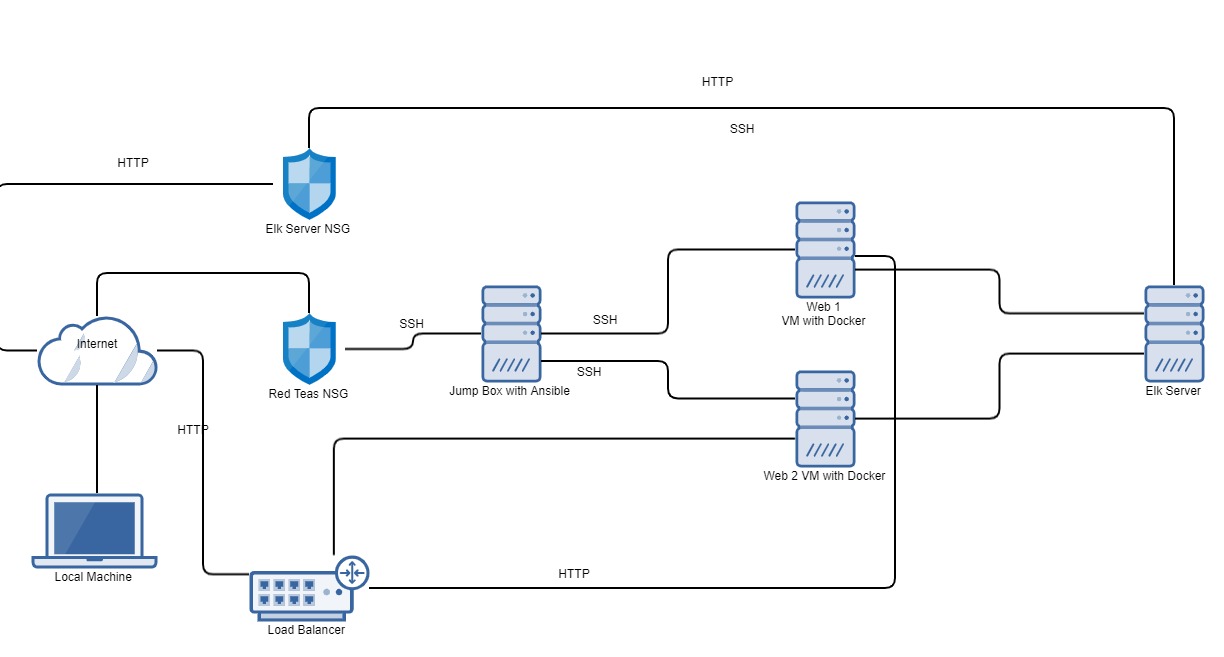 HTTP
SSH
HTTP
Elk Server NSG
Internet
SSH
SSH
Web 1
VM with Docker
SSH
Red Teas NSG
Jump Box with Ansible
Elk Server
HTTP
Web 2 VM with Docker
HTTP
Local Machine
Load Balancer